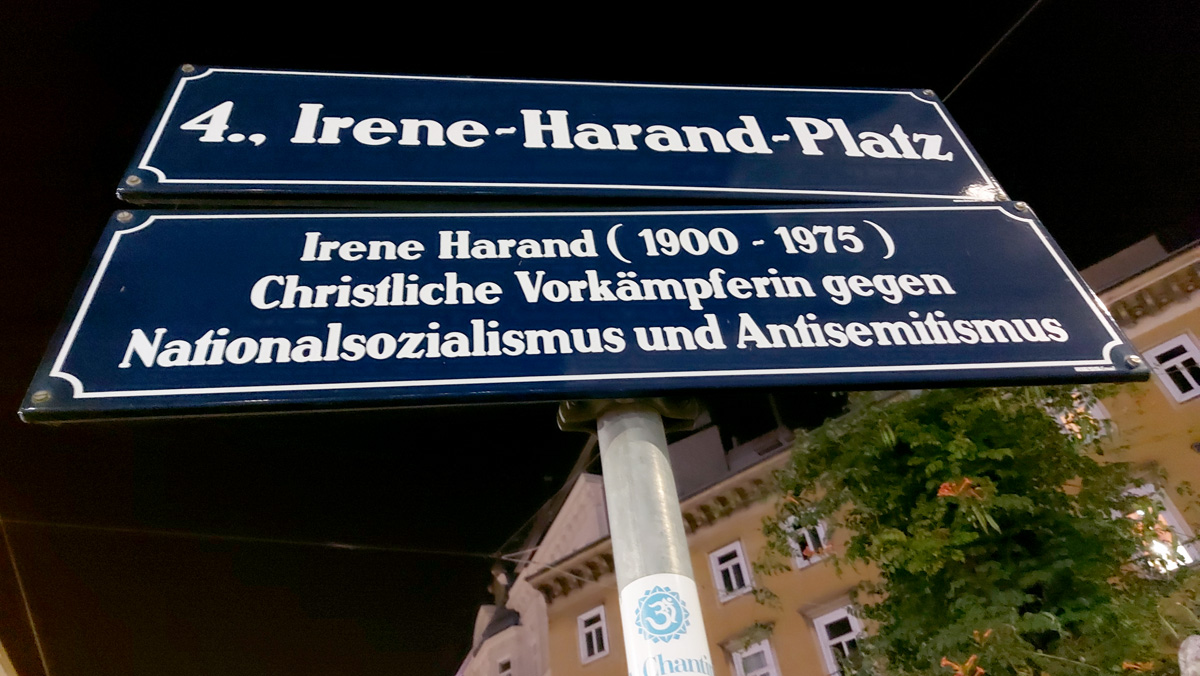 4., Irene-Harand-Platz
Irene Harand ( 1900 - 1975 )
Christliche Vorkämpferin gegen
Nationalsozialismus und Antisemitismus
ॐ